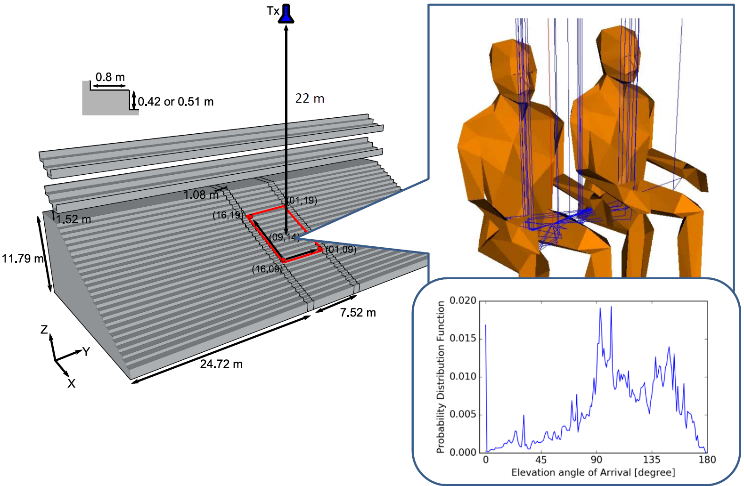 Tx
0.8 m
0.42 or 0.51 m
22 m
1.08 m
(01,19)
(16,19)
1.52 m
(09,14)
(01,09)
11.79 m
(16,09)
7.52 m
Z
Y
X
24.72 m
0.020
0.015
0.010
0.005
0.000
Probability Distribution Function
0 45 90 135 180
Elevation angle of Arrival [degree]